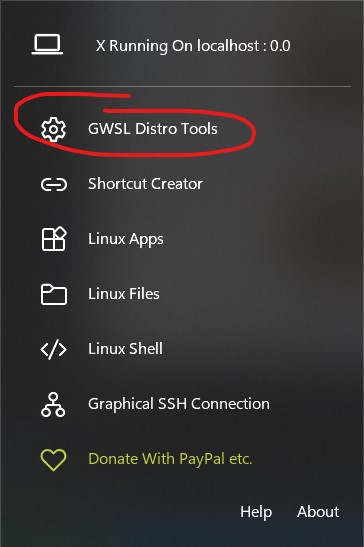 X Running On localhost : 0.0
GWSL Distro Tools
Shortcut Creator
Linux Apps
Linux Files
Linux Shell
Graphical SSH Connection
Donate With PayPal etc.
Help About